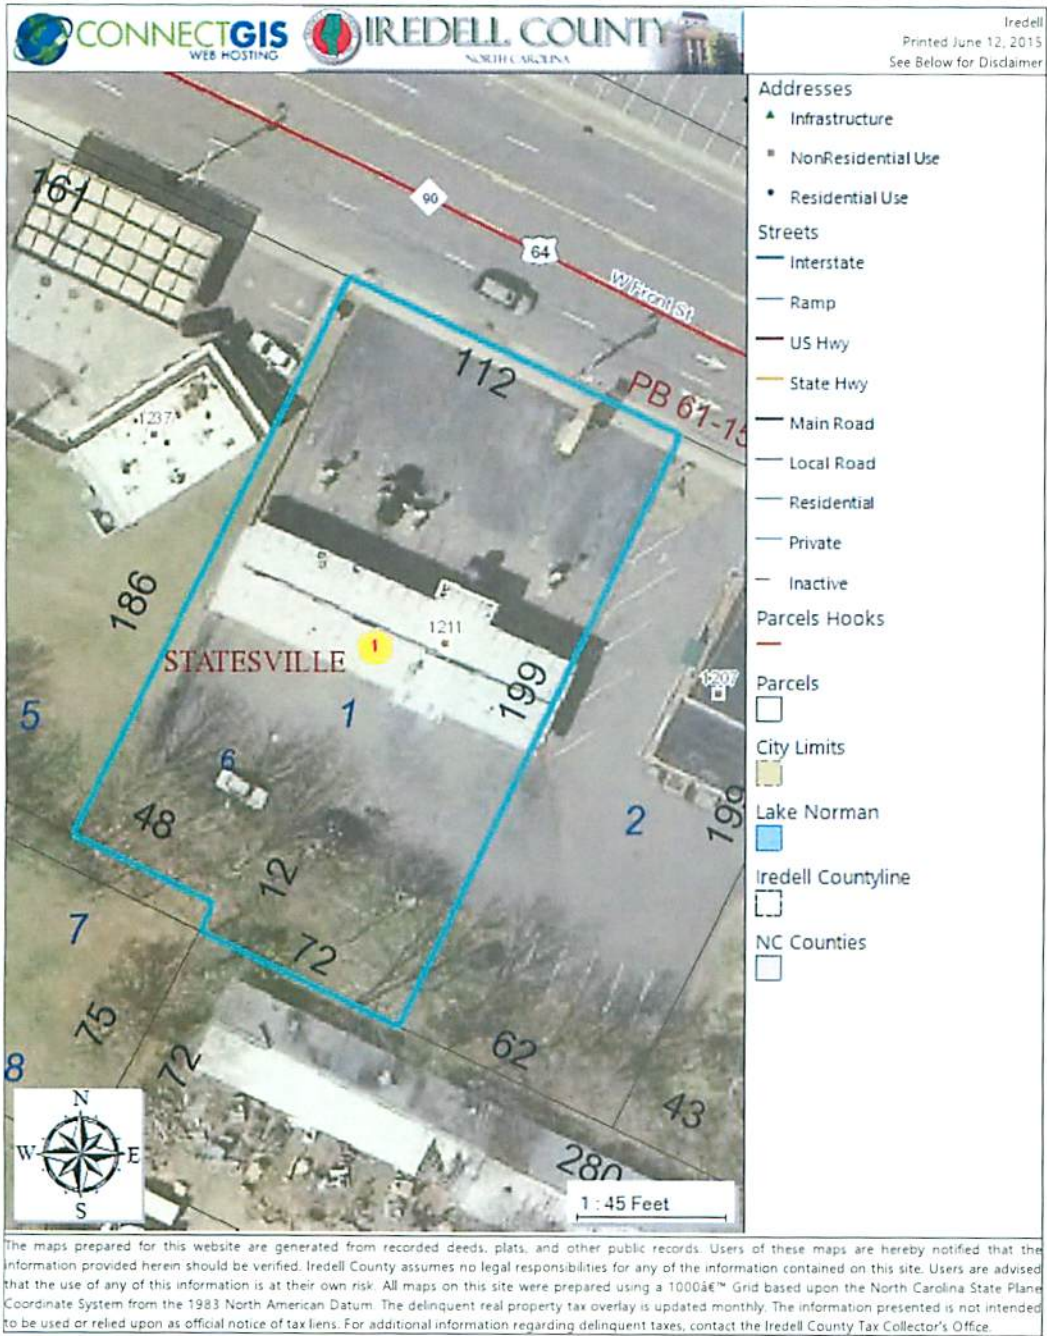 CONNECTGIS
WEB HOSTING
IREDELL COUNTY
NORTH CAROLINA
Iredell
Printed June 12, 2015
See Below for Disclaimer
Addresses
Infrastructure
NonResidential Use
Residential Use
Streets
Interstate
Ramp
US Hwy
State Hwy
Main Road
Local Road
Residential
Private
Inactive
Parcels Hooks
Parcels
City Limits
Lake Norman
Iredell Countyline
NC Counties
161
90
64
W Front St
112
PB 61-15
1237
186
1211
1
STATESVILLE
199
1207
5
1
6
48
2
199
12
7
72
75
72
62
8
43
N
W
E
S
280
1 : 45 Feet
The maps prepared for this website are generated from recorded deeds, plats, and other public records. Users of these maps are hereby notified that the
information provided herein should be verified. Iredell County assumes no legal responsibilities for any of the information contained on this site. Users are advised
that the use of any of this information is at their own risk. All maps on this site were prepared using a 1000â€™ Grid based upon the North Carolina State Plane
Coordinate System from the 1983 North American Datum. The delinquent real property tax overlay is updated monthly. The information presented is not intended
to be used or relied upon as official notice of tax liens. For additional information regarding delinquent taxes, contact the Iredell County Tax Collector's Office.